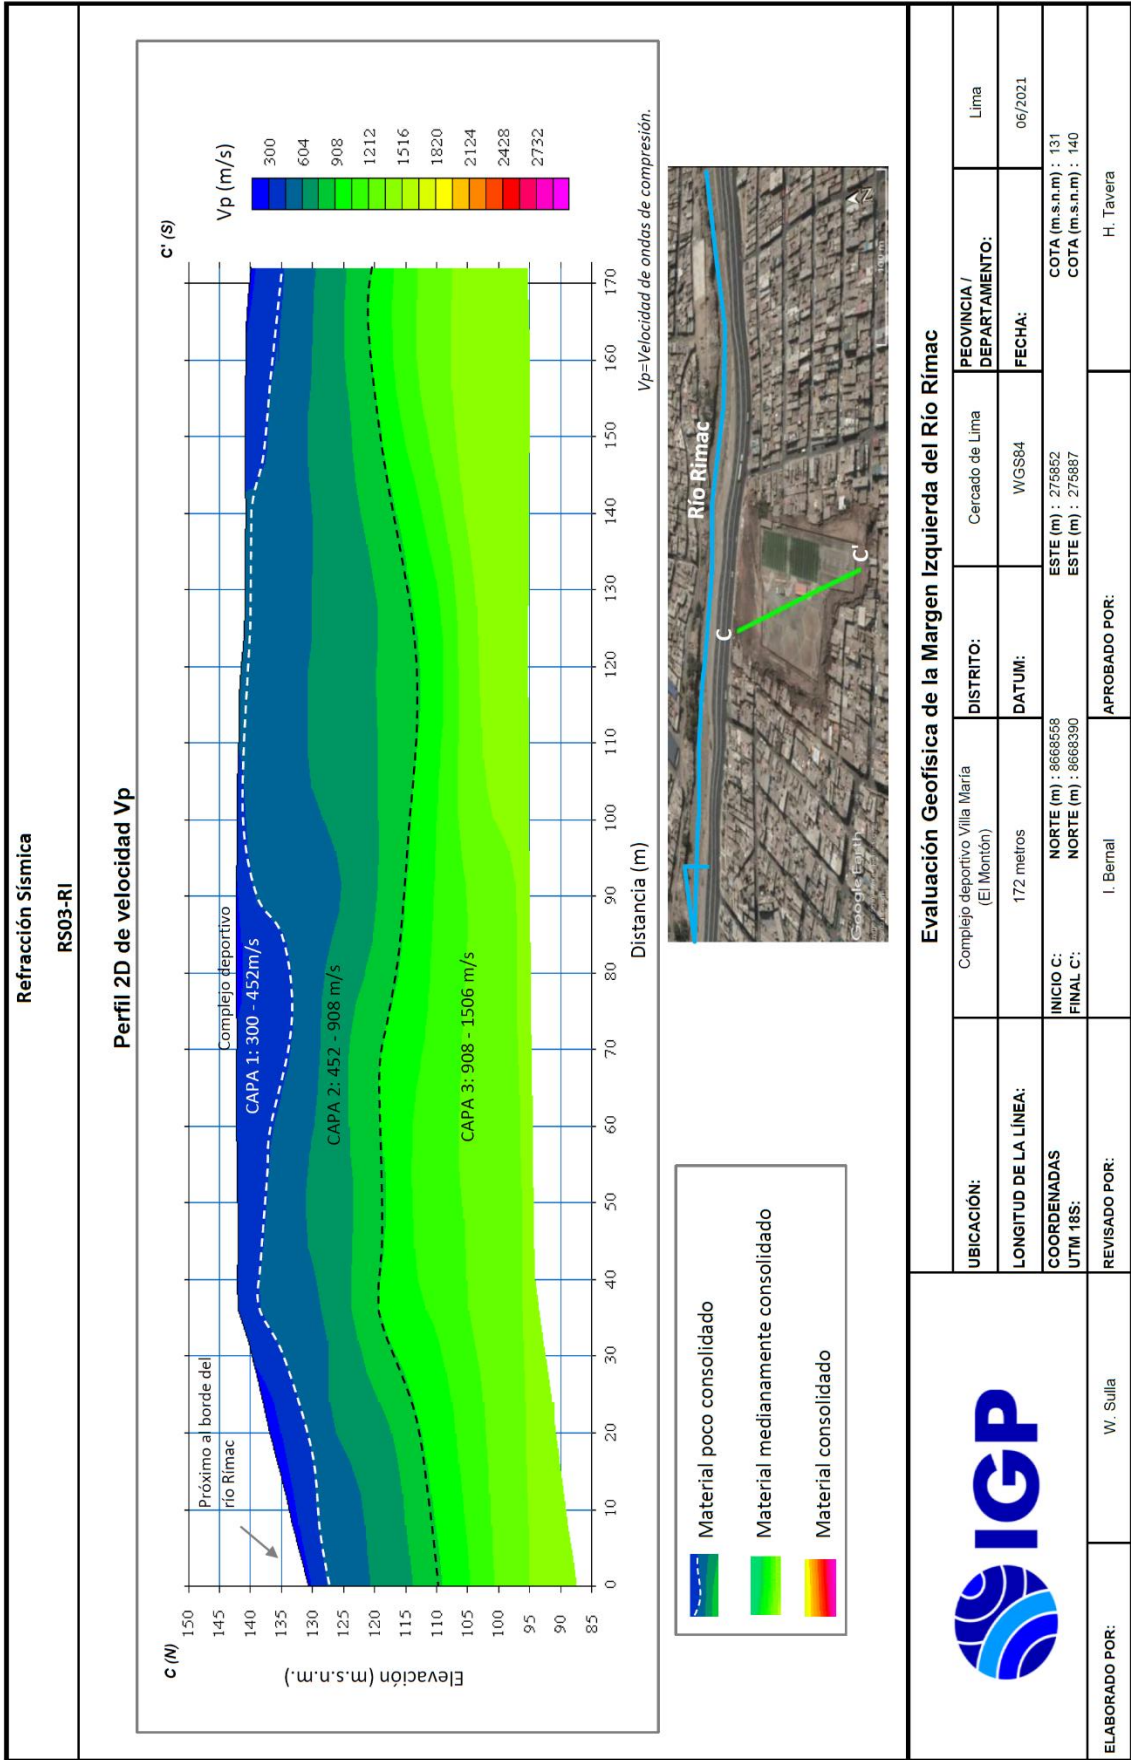 Refracción Sísmica
RS03-RI
Perfil 2D de velocidad Vp
C (N)
C' (S)
Elevación (m.s.n.m.)
150
145
140
135
130
125
120
115
110
105
100
95
90
85
Próximo al borde del
río Rímac
Complejo deportivo
CAPA 1: 300 - 452m/s
CAPA 2: 452 - 908 m/s
CAPA 3: 908 - 1506 m/s
0 10 20 30 40 50 60 70 80 90 100 110 120 130 140 150 160 170
Distancia (m)
Vp (m/s)
300
604
908
1212
1516
1820
2124
2428
2732
Vp=Velocidad de ondas de compresión.
Material poco consolidado
Material medianamente consolidado
Material consolidado
Río Rimac
C
C'
Google Earth
N
IGP
Evaluación Geofísica de la Margen Izquierda del Río Rímac
UBICACIÓN: Complejo deportivo Villa María
(El Montón)
DISTRITO: Cercado de Lima
PEOVINCIA /
DEPARTAMENTO: Lima
LONGITUD DE LA LÍNEA: 172 metros
DATUM: WGS84
FECHA: 06/2021
COORDENADAS
UTM 18S:
INICIO C: NORTE (m) : 8668558 ESTE (m) : 275852 COTA (m.s.n.m) : 131
FINAL C': NORTE (m) : 8668390 ESTE (m) : 275887 COTA (m.s.n.m) : 140
ELABORADO POR: W. Sulla
REVISADO POR: I. Bernal
APROBADO POR: H. Tavera